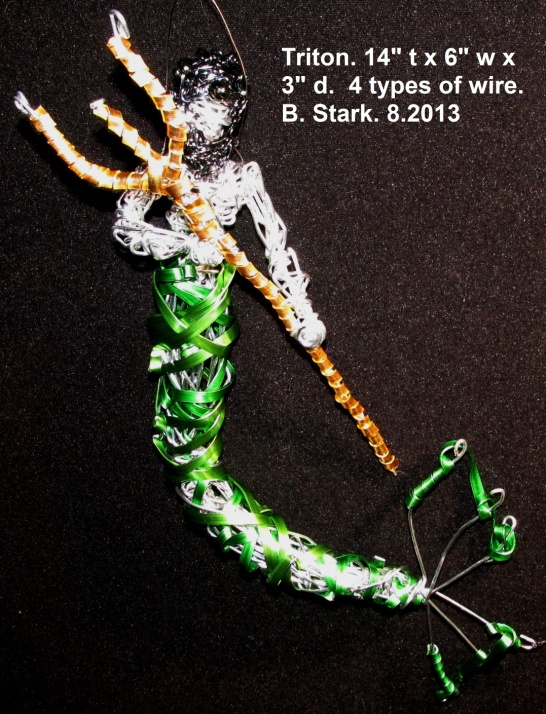 Triton. 14" t x 6" w x
3" d.  4 types of wire.
B. Stark. 8.2013